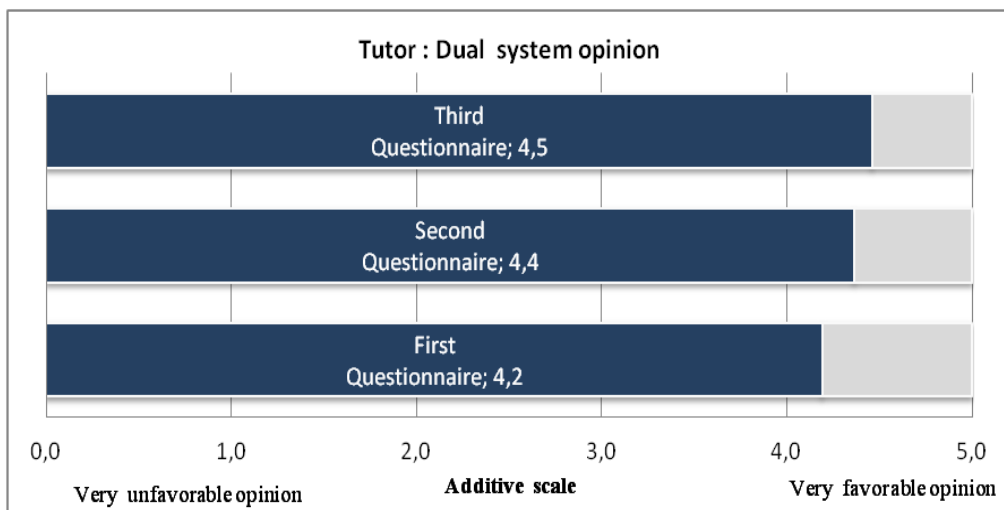 Tutor : Dual system opinion
Third
Questionnaire; 4,5
Second
Questionnaire; 4,4
First
Questionnaire; 4,2
0,0 1,0 2,0 3,0 4,0 5,0
Very unfavorable opinion Additive scale Very favorable opinion